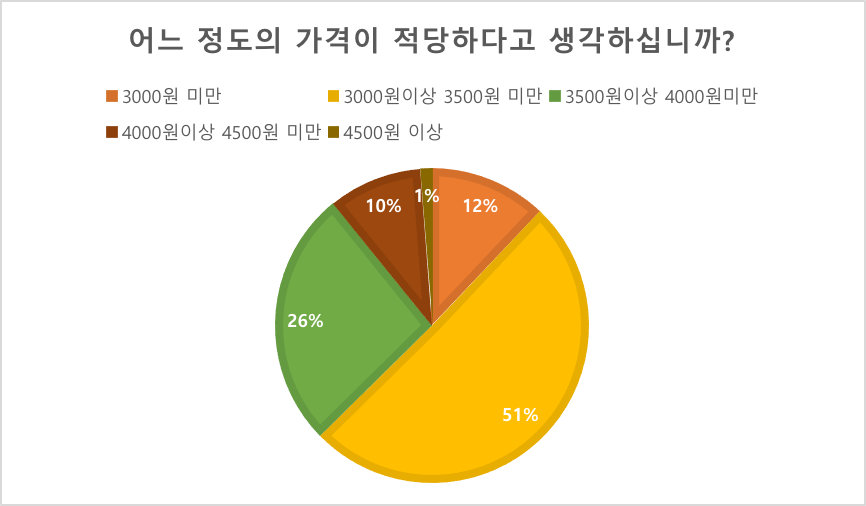 어느 정도의 가격이 적당하다고 생각하십니까?
3000원 미만 3000원이상 3500원 미만 3500원이상 4000원미만
4000원이상 4500원 미만 4500원 이상
10% 1% 12%
26%
51%